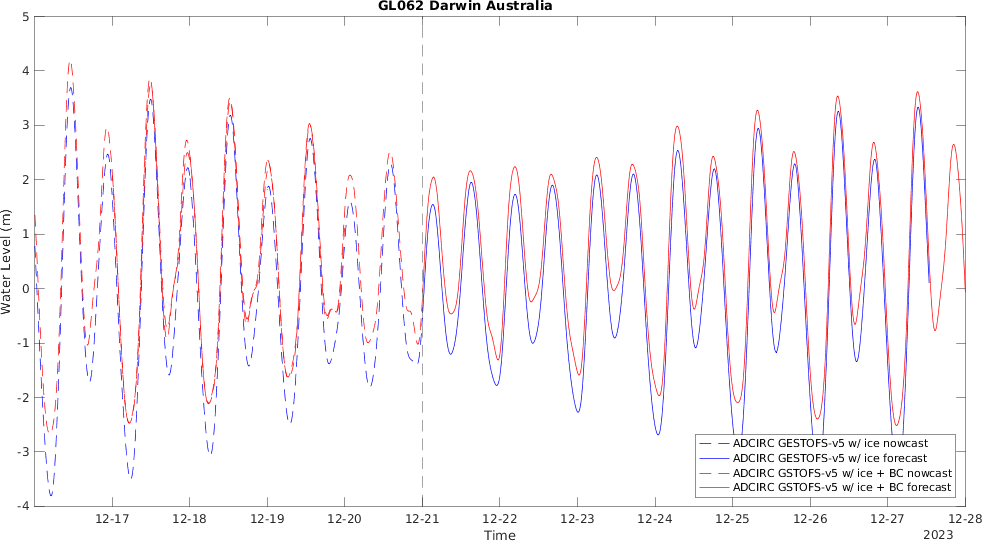 GL062 Darwin Australia
5
4
3
2
1
0
-1
-2
-3
-4
Water Level (m)
ADCIRC GESTOFS-v5 w/ ice nowcast
ADCIRC GESTOFS-v5 w/ ice forecast
ADCIRC GSTOFS-v5 w/ ice + BC nowcast
ADCIRC GSTOFS-v5 w/ ice + BC forecast
12-17 12-18 12-19 12-20 12-21 12-22 12-23 12-24 12-25 12-26 12-27 12-28
Time
2023